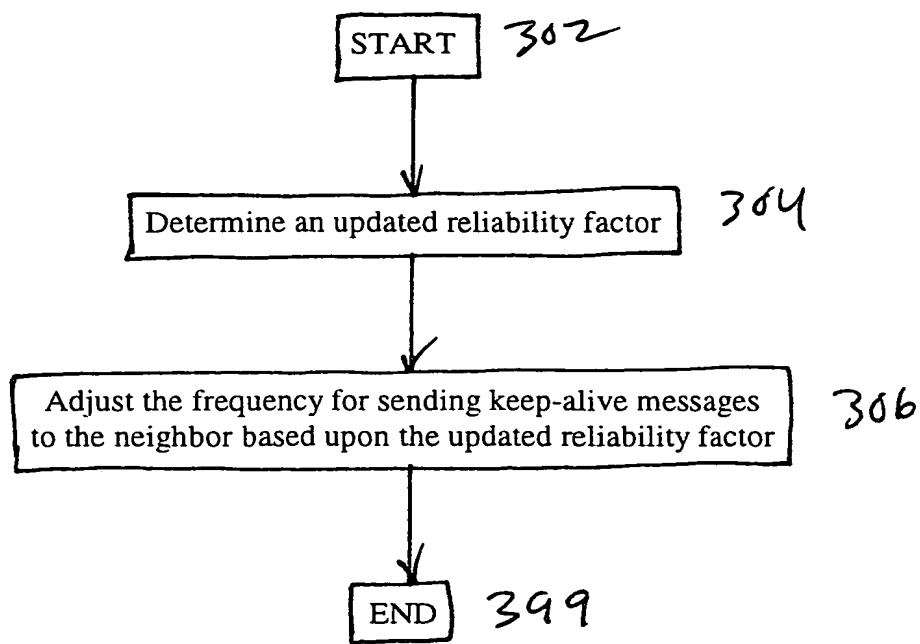 START 302
Determine an updated reliability factor 304
Adjust the frequency for sending keep-alive messages 306
to the neighbor based upon the updated reliability factor
END 399